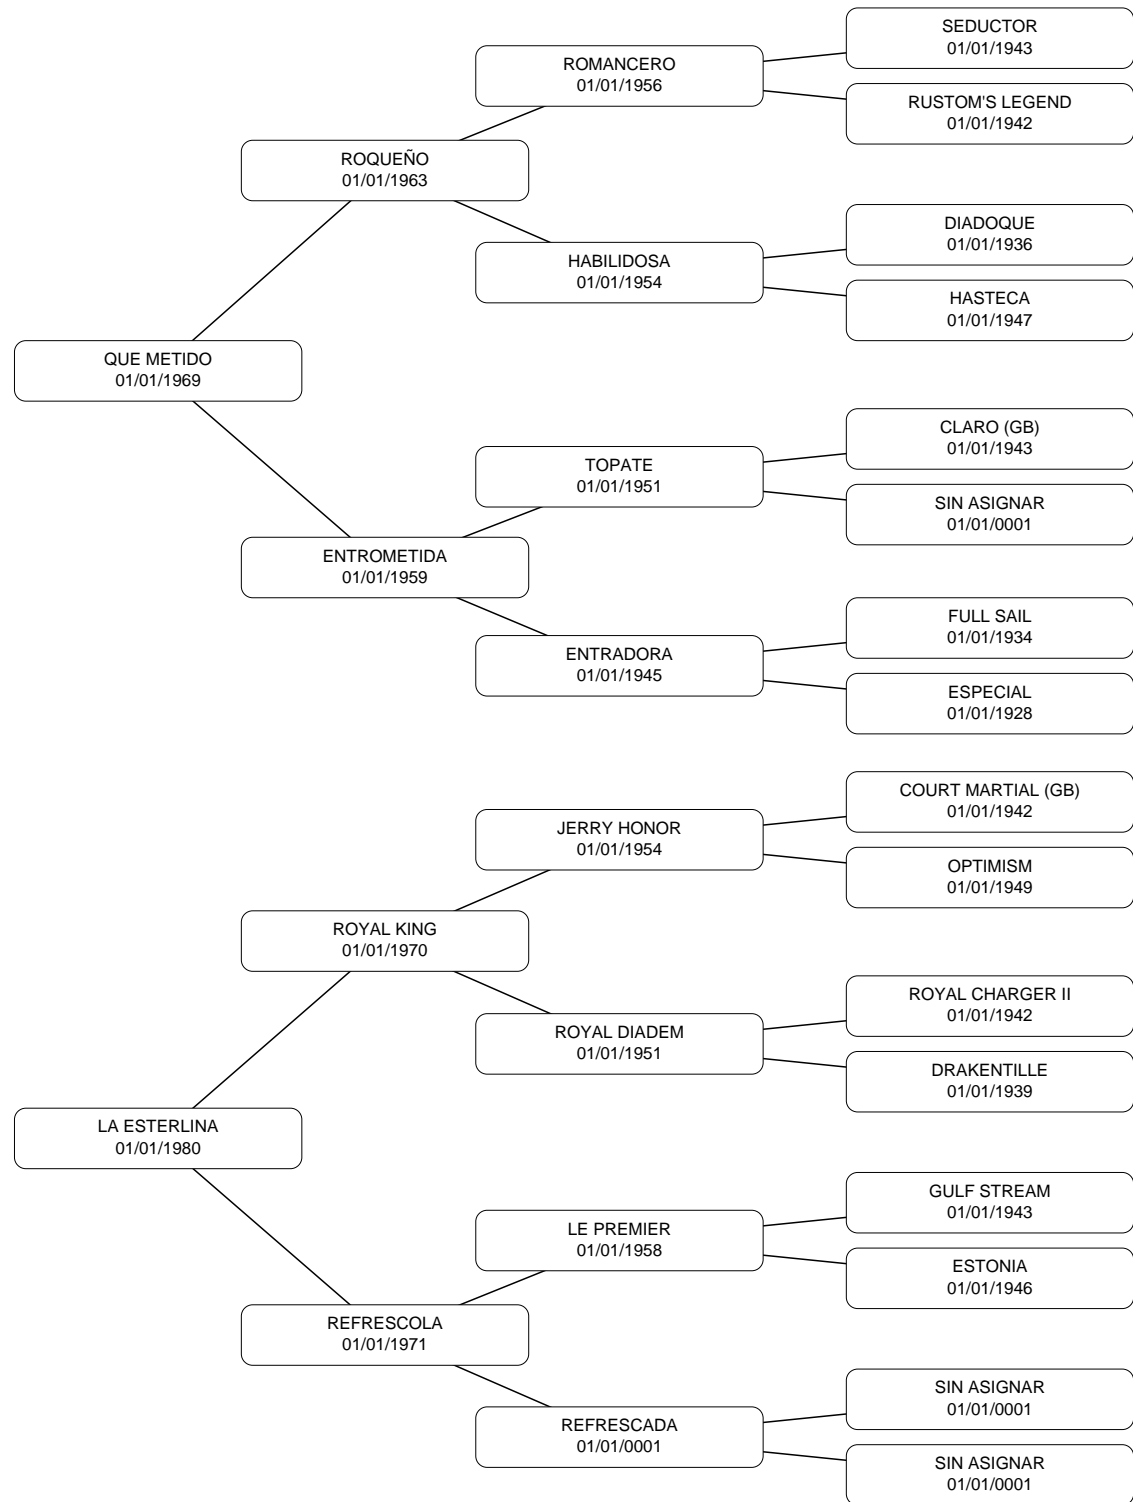 SEDUCTOR
01/01/1943
ROMANCERO
01/01/1956
RUSTOM'S LEGEND
01/01/1942
ROQUEÑO
01/01/1963
DIADOQUE
01/01/1936
HABILIDOSA
01/01/1954
HASTECA
01/01/1947
QUE METIDO
01/01/1969
CLARO (GB)
01/01/1943
TOPATE
01/01/1951
SIN ASIGNAR
01/01/0001
ENTROMETIDA
01/01/1959
FULL SAIL
01/01/1934
ENTRADORA
01/01/1945
ESPECIAL
01/01/1928
COURT MARTIAL (GB)
01/01/1942
JERRY HONOR
01/01/1954
OPTIMISM
01/01/1949
ROYAL KING
01/01/1970
ROYAL CHARGER II
01/01/1942
ROYAL DIADEM
01/01/1951
DRAKENTILLE
01/01/1939
LA ESTERLINA
01/01/1980
GULF STREAM
01/01/1943
LE PREMIER
01/01/1958
ESTONIA
01/01/1946
REFRESCOLA
01/01/1971
SIN ASIGNAR
01/01/0001
REFRESCADA
01/01/0001
SIN ASIGNAR
01/01/0001